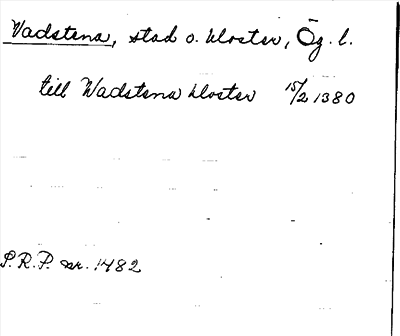 Vadstena, stad o. kloster, Ög. l.
till Wadstena kloster 15/2 1380
P.R.P. nr. 1482